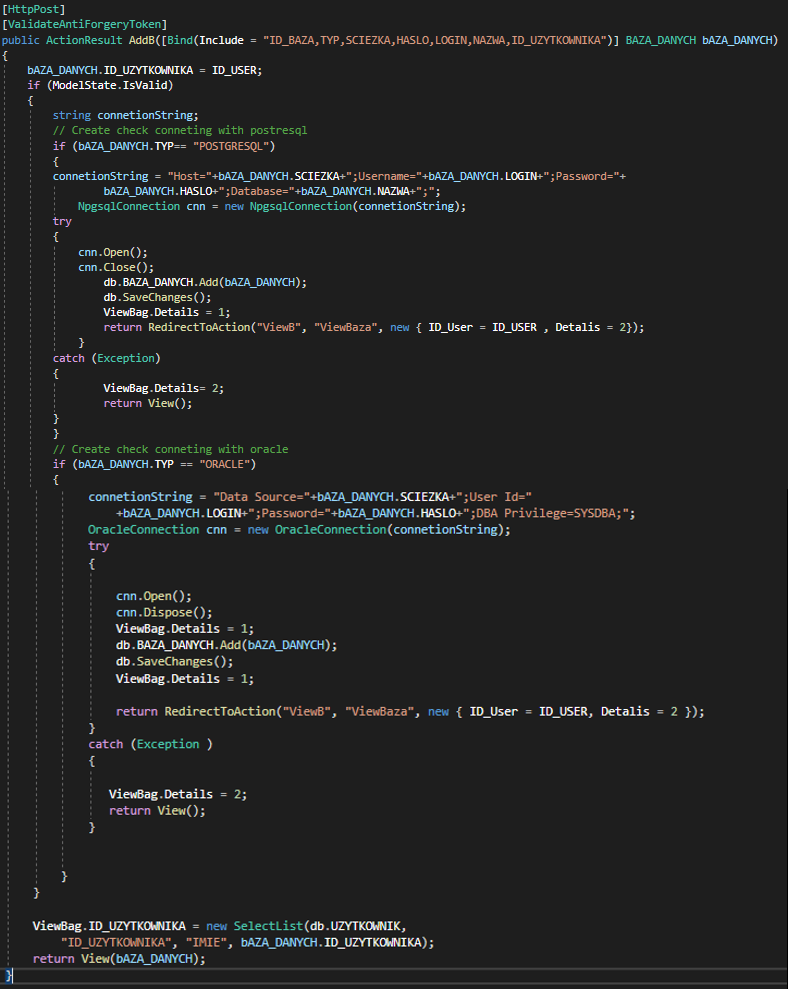 [HttpPost]
[ValidateAntiForgeryToken]
public ActionResult AddB([Bind(Include = "ID_BAZA,TYP,SCIEZKA,HASLO,LOGIN,NAZWA,ID_UZYTKOWNIKA")] BAZA_DANYCH bAZA_DANYCH)
{
bAZA_DANYCH.ID_UZYTKOWNIKA = ID_USER;
if (ModelState.IsValid)
{
string connetionString;
// Create check conneting with postresql
if (bAZA_DANYCH.TYP== "POSTGRESQL")
{
connetionString = "Host="+bAZA_DANYCH.SCIEZKA+";Username="+bAZA_DANYCH.LOGIN+";Password="+
bAZA_DANYCH.HASLO+";Database="+bAZA_DANYCH.NAZWA+";";
NpgsqlConnection cnn = new NpgsqlConnection(connetionString);
try
{
cnn.Open();
cnn.Close();
db.BAZA_DANYCH.Add(bAZA_DANYCH);
db.SaveChanges();
ViewBag.Details = 1;
return RedirectToAction("ViewB", "ViewBaza", new { ID_User = ID_USER , Detalis = 2});
}
catch (Exception)
{
ViewBag.Details= 2;
return View();
}
}
// Create check conneting with oracle
if (bAZA_DANYCH.TYP == "ORACLE")
{
connetionString = "Data Source="+bAZA_DANYCH.SCIEZKA+";User Id="
+bAZA_DANYCH.LOGIN+";Password="+bAZA_DANYCH.HASLO+";DBA Privilege=SYSDBA;";
OracleConnection cnn = new OracleConnection(connetionString);
try
{
cnn.Open();
cnn.Dispose();
ViewBag.Details = 1;
db.BAZA_DANYCH.Add(bAZA_DANYCH);
db.SaveChanges();
ViewBag.Details = 1;
return RedirectToAction("ViewB", "ViewBaza", new { ID_User = ID_USER, Detalis = 2 });
}
catch (Exception )
{
ViewBag.Details = 2;
return View();
}
}
}
ViewBag.ID_UZYTKOWNIKA = new SelectList(db.UZYTKOWNIK,
"ID_UZYTKOWNIKA", "IMIE", bAZA_DANYCH.ID_UZYTKOWNIKA);
return View(bAZA_DANYCH);
}